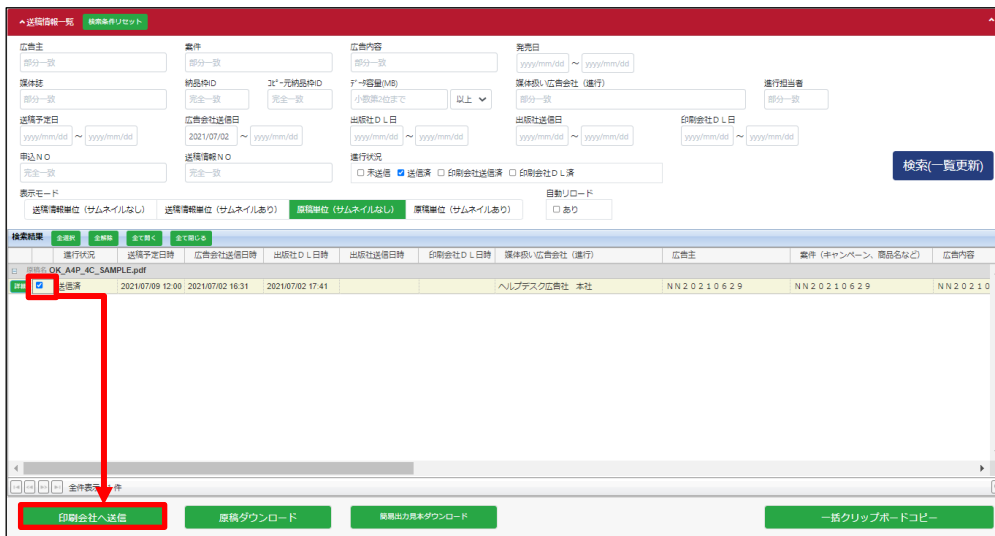 送稿情報一覧 検索条件リセット
広告主 案件 広告内容 発売日
部分一致 部分一致 部分一致 yyyy/mm/dd ～ yyyy/mm/dd
媒体誌 納品枠ID ｺﾋﾟｰ元納品枠ID ﾃﾞｰﾀ容量(MB) 媒体扱い広告会社（進行） 進行担当者
部分一致 完全一致 完全一致 小数第2位まで 以上 部分一致 部分一致
送稿予定日 広告会社送信日 出版社ＤＬ日 出版社送信日 印刷会社ＤＬ日
yyyy/mm/dd ～ yyyy/mm/dd 2021/07/02 ～ yyyy/mm/dd yyyy/mm/dd ～ yyyy/mm/dd yyyy/mm/dd ～ yyyy/mm/dd yyyy/mm/dd ～ yyyy/mm/dd
申込ＮＯ 送稿情報ＮＯ 進行状況
完全一致 完全一致 未送信 送信済 印刷会社送信済 印刷会社ＤＬ済 検索(一覧更新)
表示モード 自動リロード
送稿情報単位（サムネイルなし） 送稿情報単位（サムネイルあり） 原稿単位（サムネイルなし） 原稿単位（サムネイルあり） あり
検索結果 全選択 全解除 全て開く 全て閉じる
進行状況 送稿予定日時 広告会社送信日時 出版社ＤＬ日時 出版社送信日時 印刷会社ＤＬ日時 媒体扱い広告会社（進行） 広告主 案件（キャンペーン、商品名など） 広告内容
OK_A4P_4C_SAMPLE.pdf
送信済 2021/07/09 12:00 2021/07/02 16:31 2021/07/02 17:41 ヘルプデスク広告社　本社 ＮＮ２０２１０６２９ ＮＮ２０２１０６２９ ＮＮ２０２１０
全件表示 件
印刷会社へ送信 原稿ダウンロード 簡易出力見本ダウンロード 一括クリップボードコピー